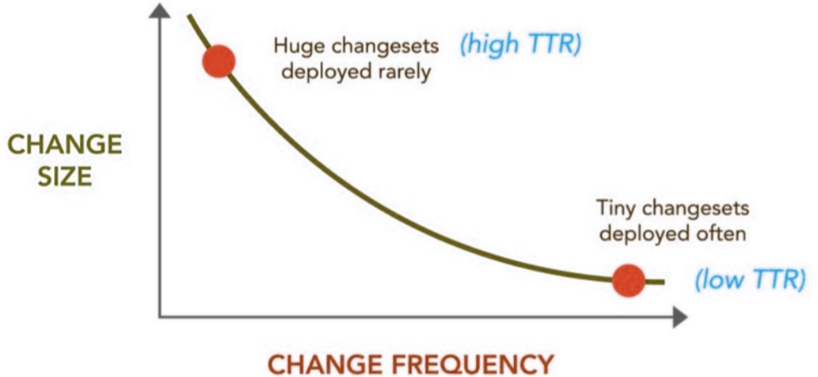 Huge changesets (high TTR)
deployed rarely
CHANGE
SIZE
Tiny changesets
deployed often
(low TTR)
CHANGE FREQUENCY